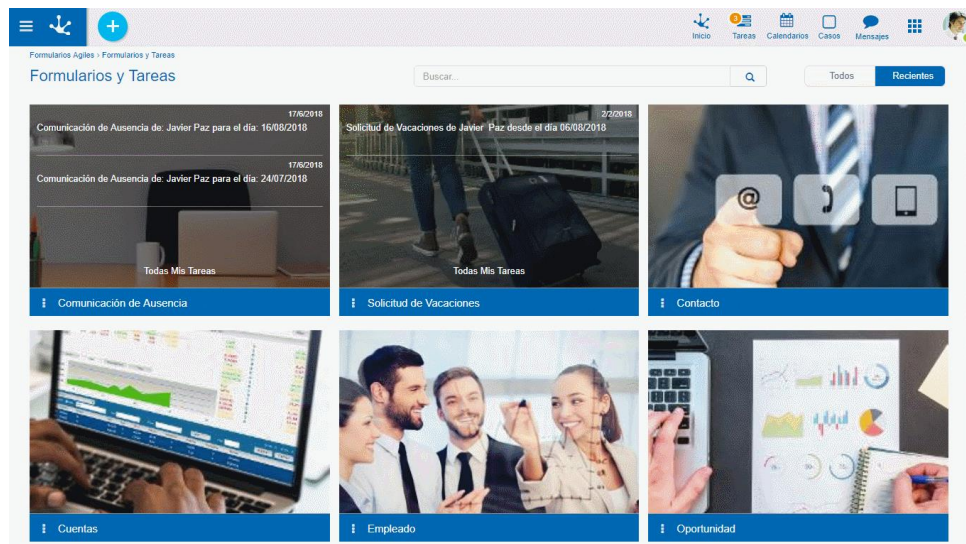 3
Inicio
Tareas
Calendarios
Casos
Mensajes
Formularios Agiles > Formularios y Tareas
Formularios y Tareas
Buscar...
Todos
Recientes
17/6/2018
Comunicación de Ausencia de: Javier Paz para el día: 16/08/2018
17/6/2018
Comunicación de Ausencia de: Javier Paz para el día: 24/07/2018
Todas Mis Tareas
Comunicación de Ausencia
2/2/2018
Solicitud de Vacaciones de Javier Paz desde el día 06/08/2018
Todas Mis Tareas
Solicitud de Vacaciones
@
Contacto
Cuentas
Empleado
Oportunidad